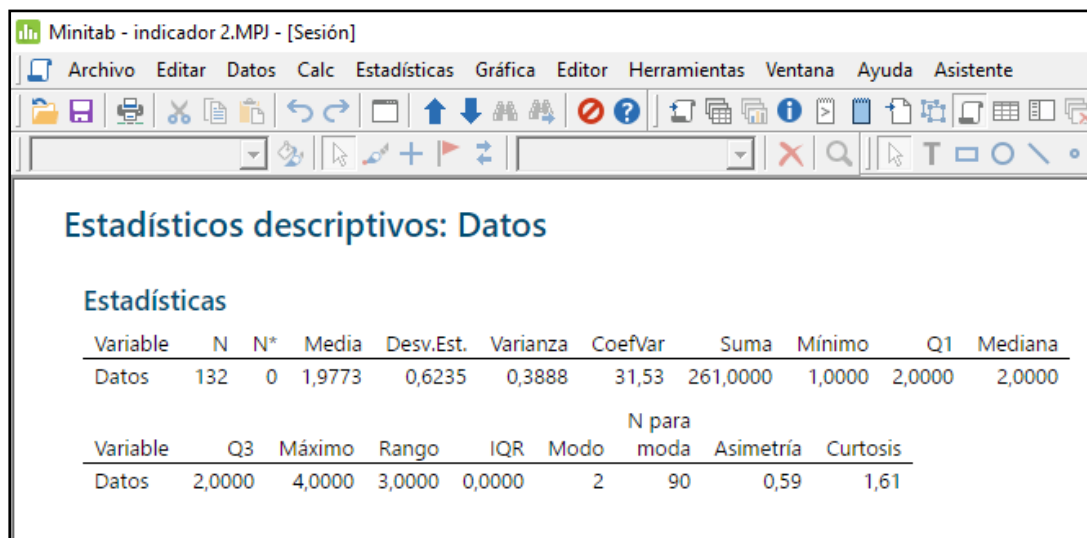 Minitab - indicador 2.MPJ - [Sesión]
Archivo Editar Datos Calc Estadísticas Gráfica Editor Herramientas Ventana Ayuda Asistente
Estadísticos descriptivos: Datos
Estadísticas
Variable N N* Media Desv.Est. Varianza CoefVar Suma Mínimo Q1 Mediana
Datos 132 0 1,9773 0,6235 0,3888 31,53 261,0000 1,0000 2,0000 2,0000
N para
Variable Q3 Máximo Rango IQR Modo moda Asimetría Curtosis
Datos 2,0000 4,0000 3,0000 0,0000 2 90 0,59 1,61